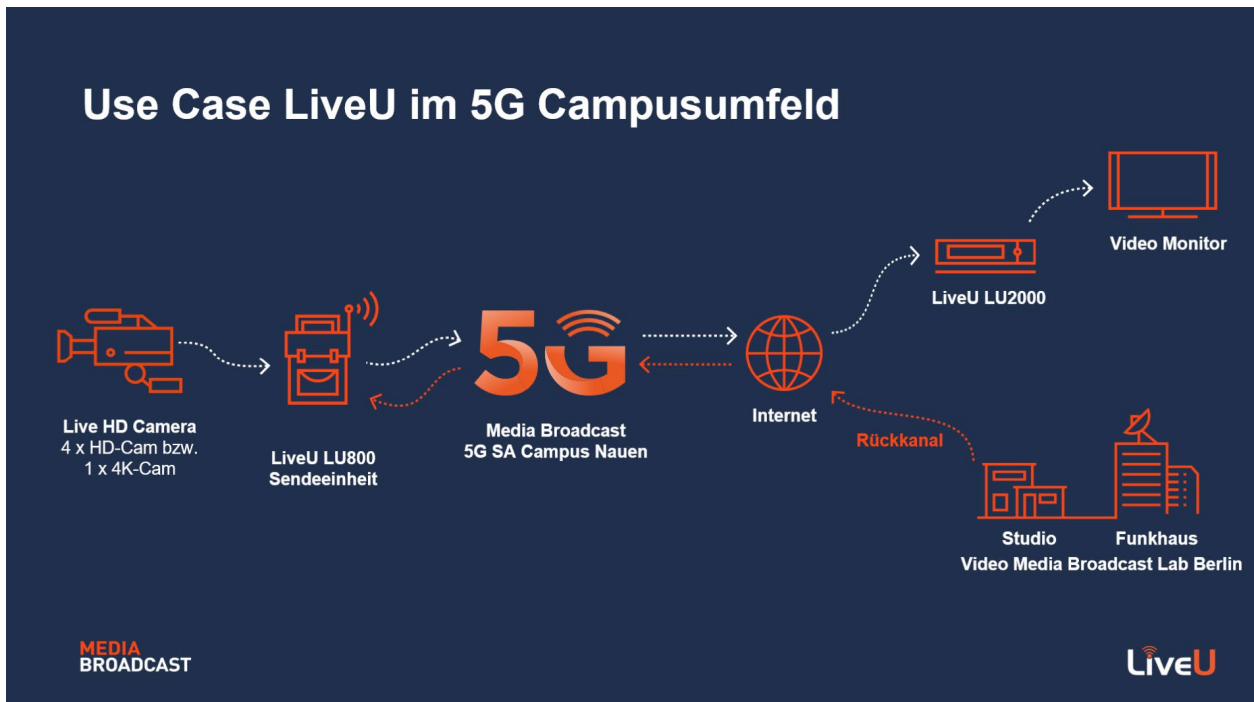 Use Case LiveU im 5G Campusumfeld
Video Monitor
LiveU LU2000
5G
Internet
Live HD Camera
4 x HD-Cam bzw.
1 x 4K-Cam
LiveU LU800
Sendeeinheit
Media Broadcast
5G SA Campus Nauen
Rückkanal
Studio
Funkhaus
Video Media Broadcast Lab Berlin
MEDIA
BROADCAST
LiveU